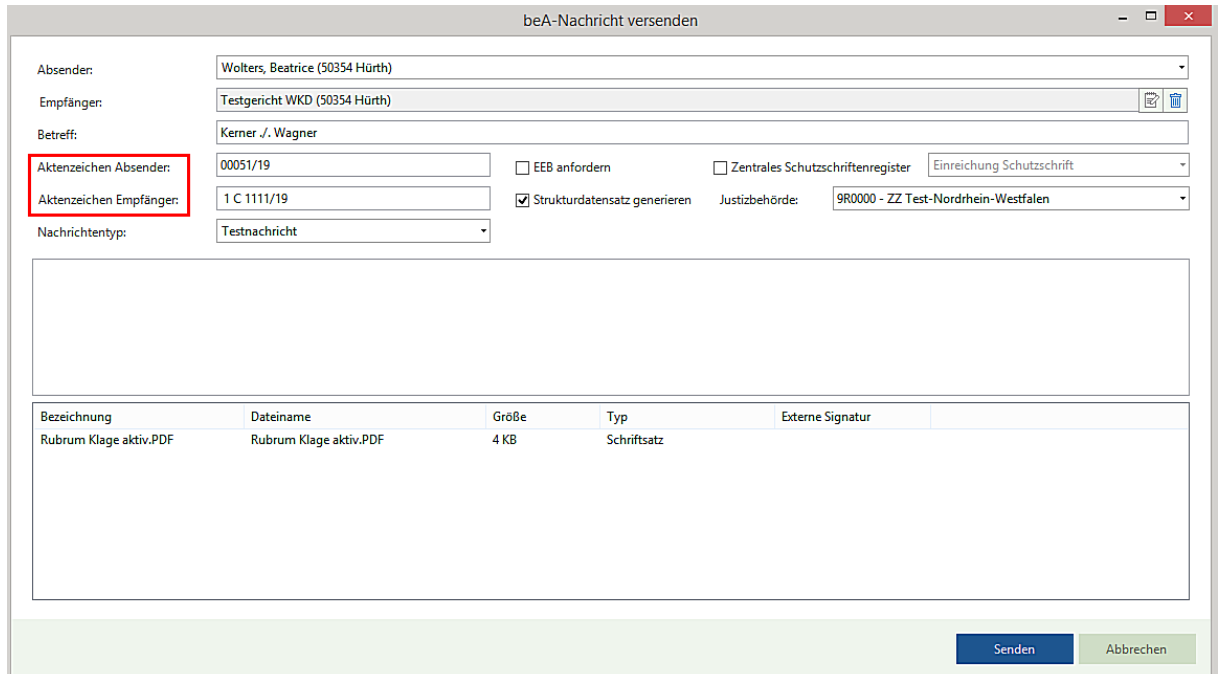 beA-Nachricht versenden
Absender: Wolters, Beatrice (50354 Hürth)
Empfänger: Testgericht WKD (50354 Hürth)
Betreff: Kerner ./. Wagner
Aktenzeichen Absender: 00051/19 EEB anfordern Zentrales Schutzschriftenregister Einreichung Schutzschrift
Aktenzeichen Empfänger: 1 C 1111/19 Strukturdatensatz generieren Justizbehörde: 9R0000 - ZZ Test-Nordrhein-Westfalen
Nachrichtentyp: Testnachricht
Bezeichnung Dateiname Größe Typ Externe Signatur
Rubrum Klage aktiv.PDF Rubrum Klage aktiv.PDF 4 KB Schriftsatz
Senden Abbrechen